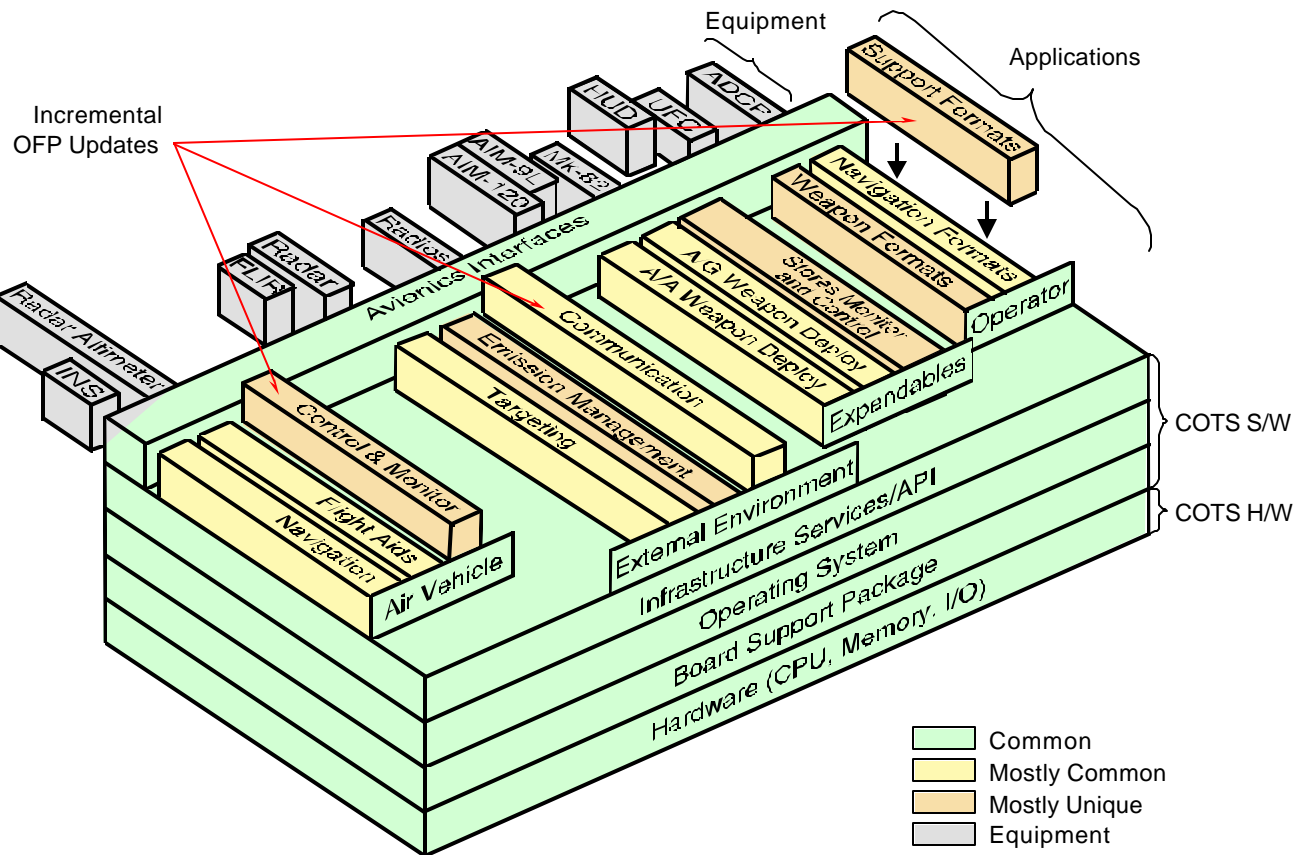 Equipment
Applications
Incremental
OFP Updates
Support Formats
ADCP
UFC
HUD
Mk-82
AIM-9L
AIM-120
Radios
Radar
FLIR
Radar Altimeter
INS
Avionics Interfaces
Navigation Formats
Weapon Formats
Operator
Stores Monitor
and Control
A/G Weapon Deploy
A/A Weapon Deploy
Expendables
Communication
Emission Management
Targeting
External Environment
Control & Monitor
Flight Aids
Navigation
Air Vehicle
Infrastructure Services/API
Operating System
Board Support Package
Hardware (CPU, Memory, I/O)
COTS S/W
COTS H/W
Common
Mostly Common
Mostly Unique
Equipment